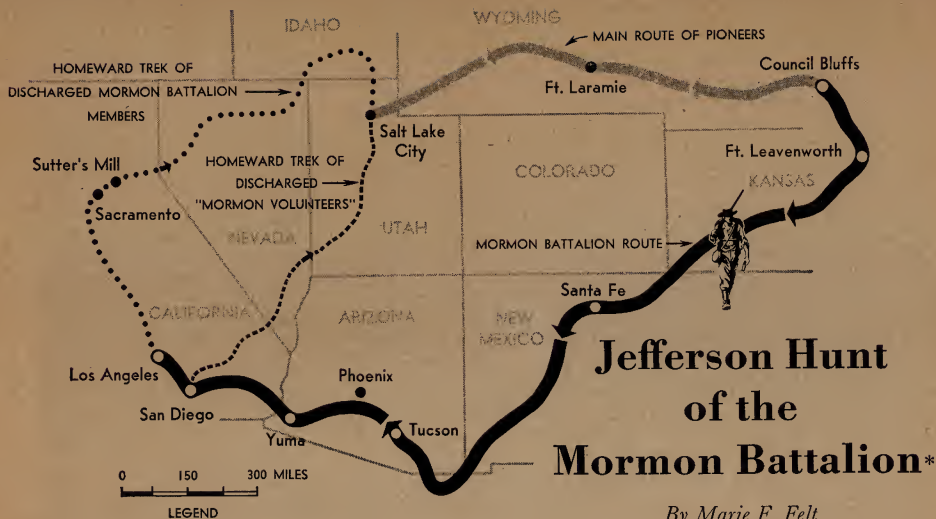 IDAHO
WYOMING
MAIN ROUTE OF PIONEERS
HOMEWARD TREK OF
DISCHARGED MORMON BATTALION
MEMBERS
Council Bluffs
Ft. Laramie
Salt Lake
City
Ft. Leavenworth
Sutter's Mill
HOMEWARD TREK OF
DISCHARGED
"MORMON VOLUNTEERS"
COLORADO
KANSAS
Sacramento
NEVADA
UTAH
MORMON BATTALION ROUTE
Santa Fe
CALIFORNIA
ARIZONA
NEW
MEXICO
Los Angeles
Phoenix
San Diego
Yuma
Tucson
0 150 300 MILES
LEGEND
Jefferson Hunt
of the
Mormon Battalion*
By Marie F. Felt